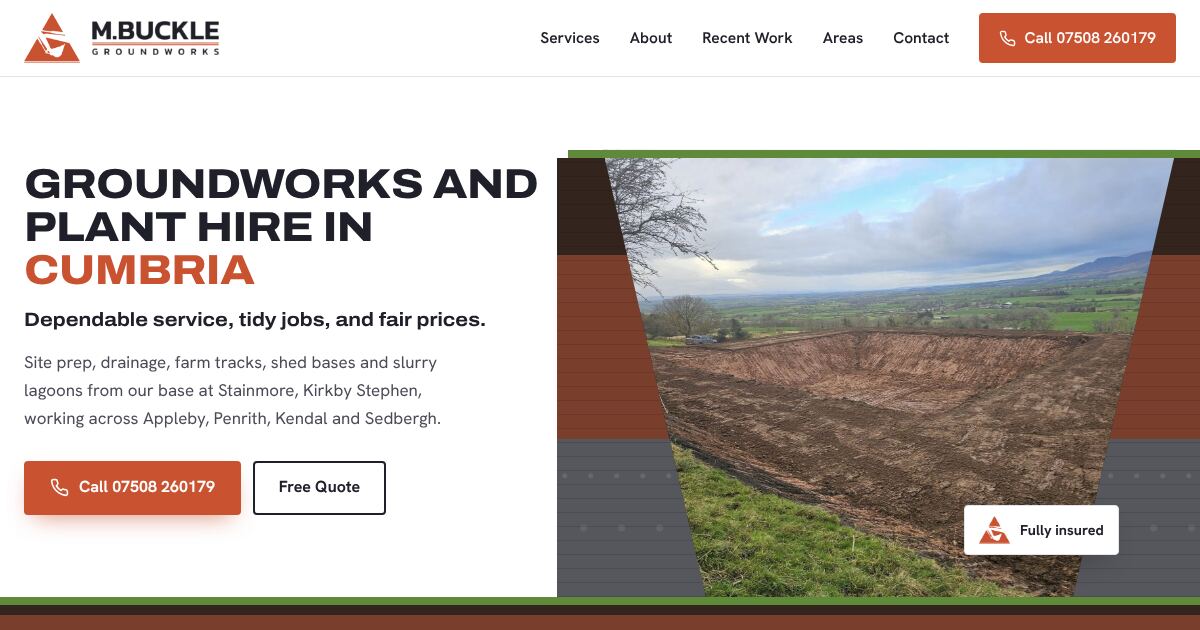 M.BUCKLE
GROUNDWORKS
Services
About
Recent Work
Areas
Contact
Call 07508 260179
GROUNDWORKS AND
PLANT HIRE IN
CUMBRIA
Dependable service, tidy jobs, and fair prices.
Site prep, drainage, farm tracks, shed bases and slurry
lagoons from our base at Stainmore, Kirkby Stephen,
working across Appleby, Penrith, Kendal and Sedbergh.
Call 07508 260179
Free Quote
Fully insured